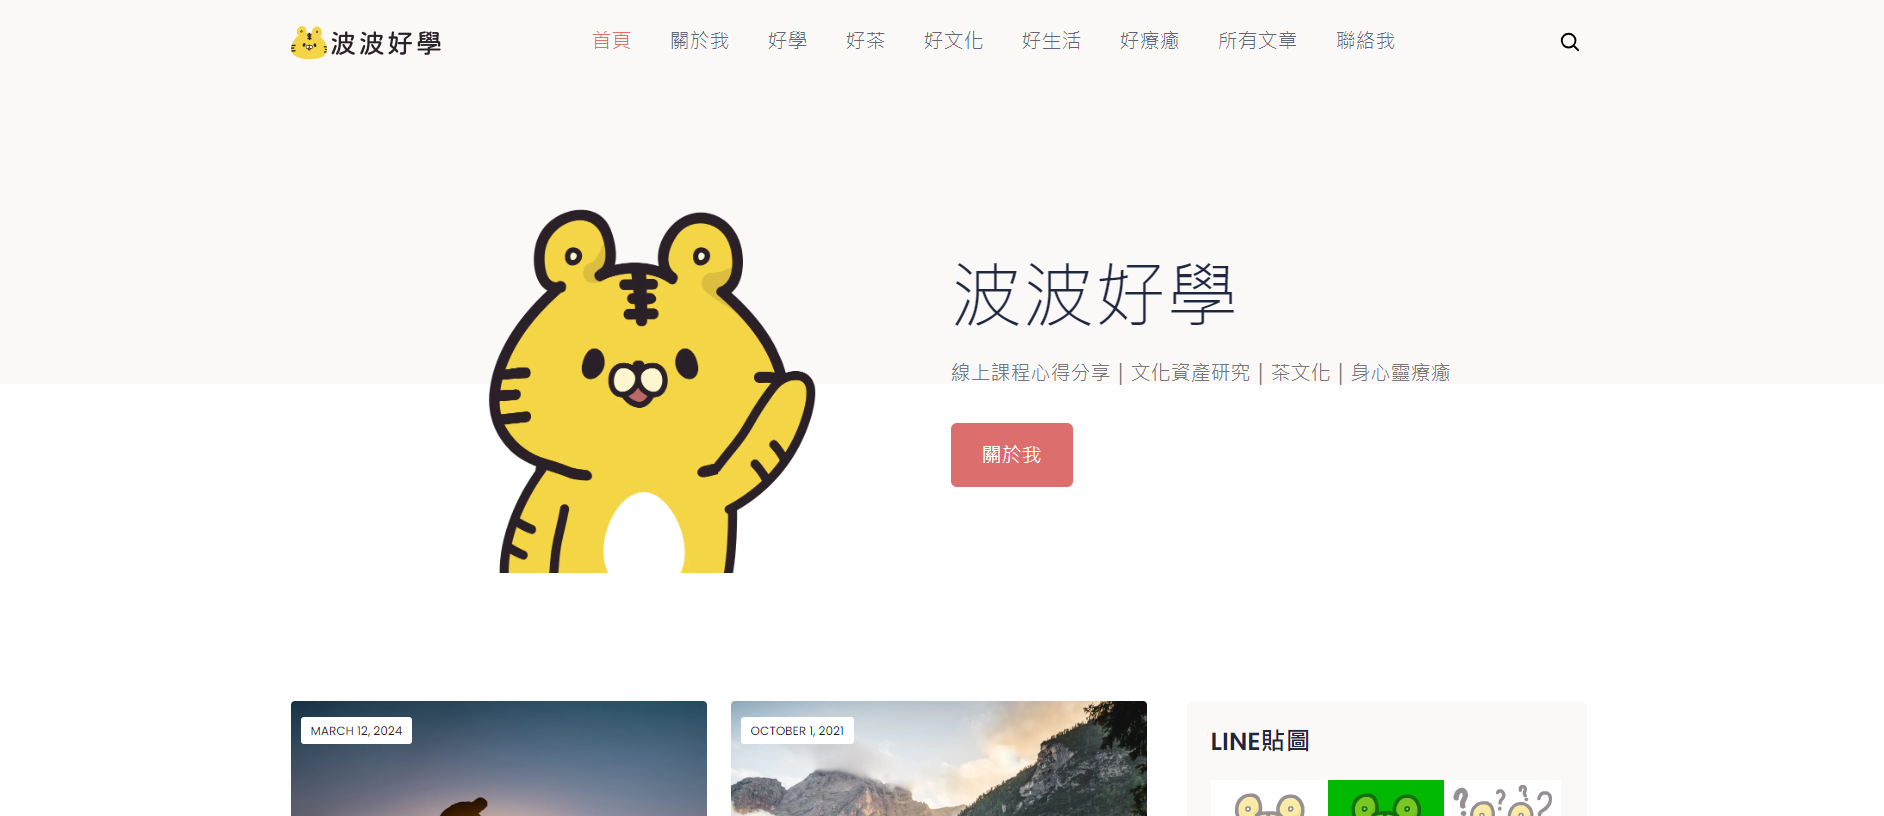 波波好學
首頁 關於我 好學 好茶 好文化 好生活 好療癒 所有文章 聯絡我
波波好學
線上課程心得分享 | 文化資產研究 | 茶文化 | 身心靈療癒
關於我
MARCH 12, 2024
OCTOBER 1, 2021
LINE貼圖